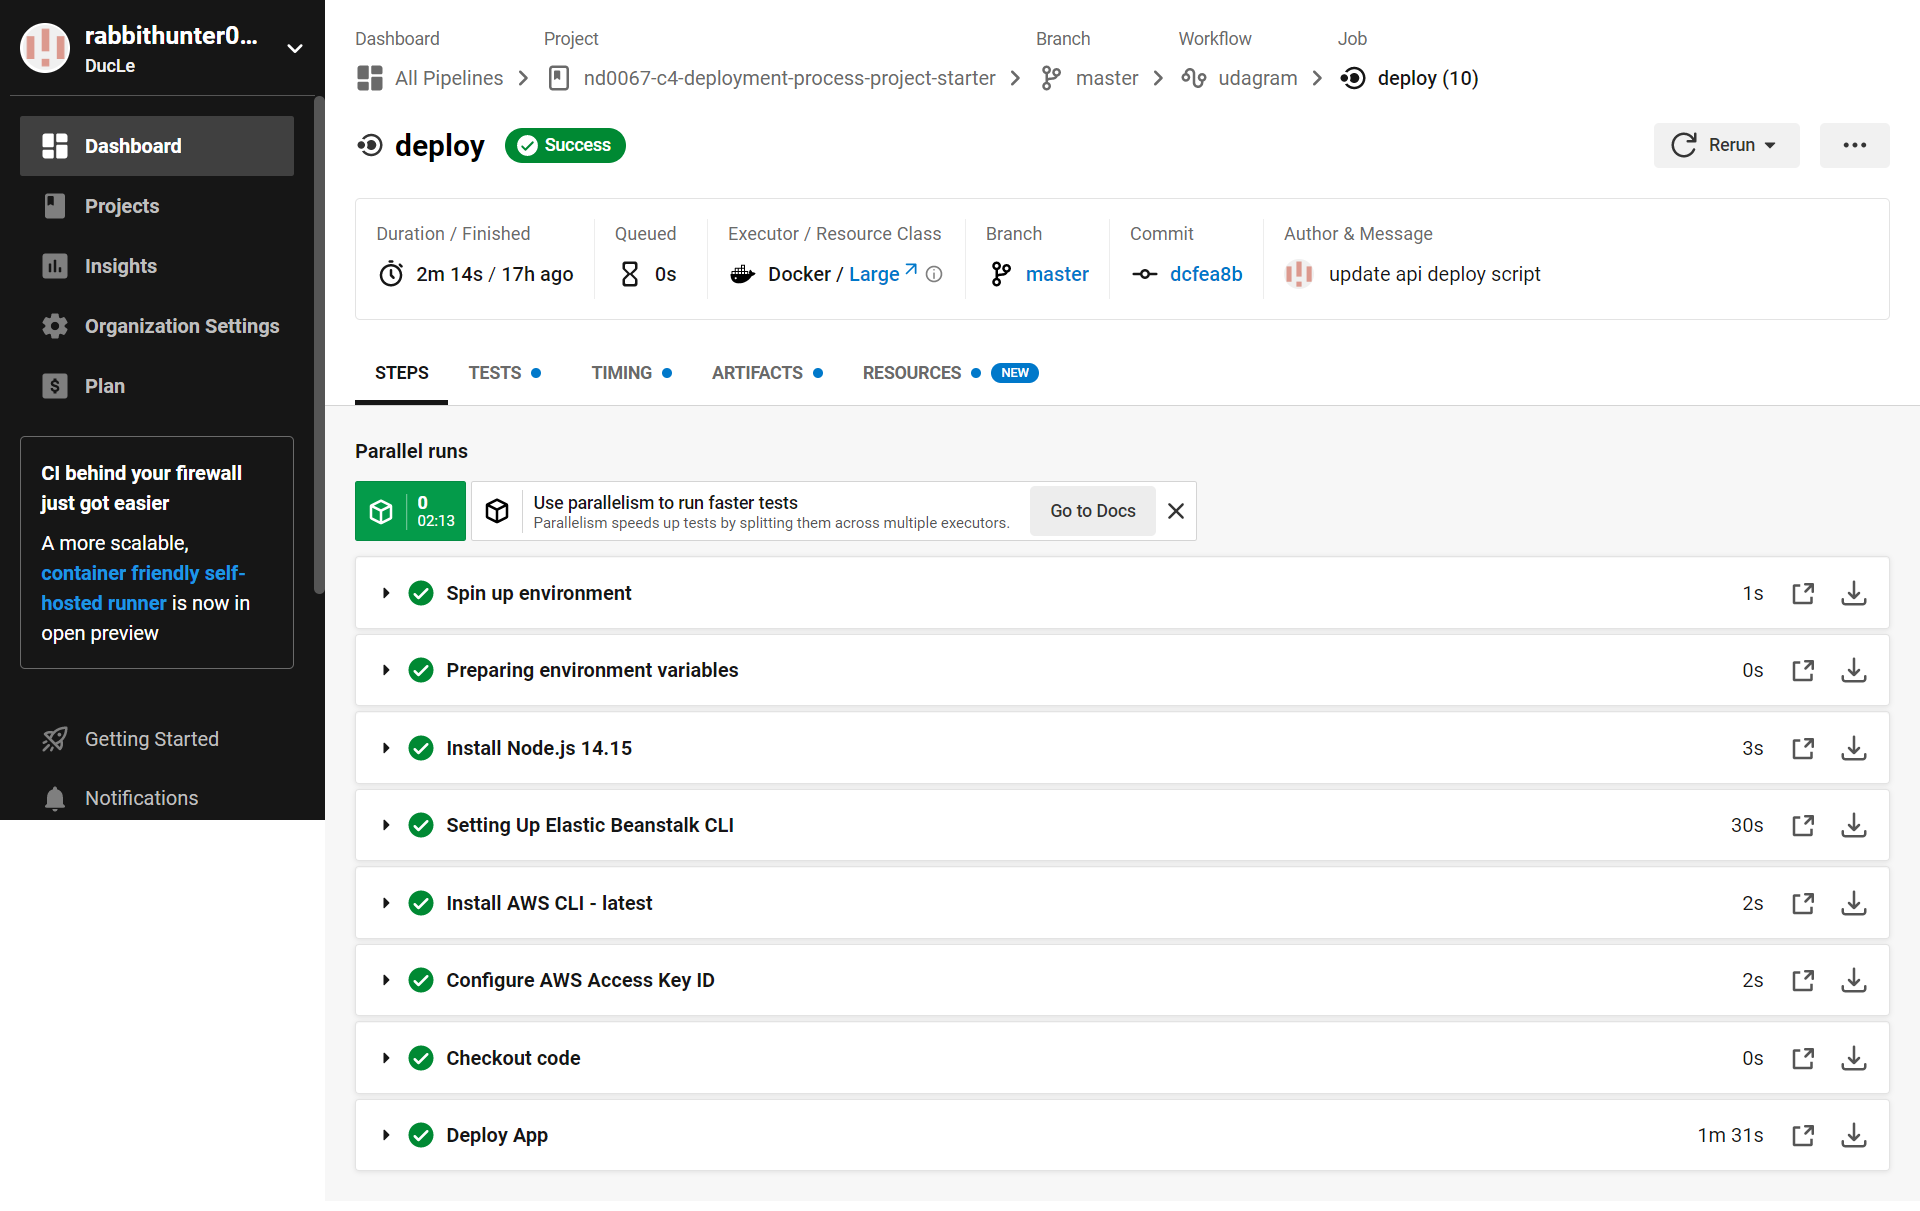 rabbithunter0...
DucLe
Dashboard
Projects
Insights
Organization Settings
Plan
CI behind your firewall
just got easier
A more scalable,
container friendly self-
hosted runner is now in
open preview
Getting Started
Notifications
Dashboard Project Branch Workflow Job
All Pipelines nd0067-c4-deployment-process-project-starter master udagram deploy (10)
deploy Success Rerun
Duration / Finished Queued Executor / Resource Class Branch Commit Author & Message
2m 14s / 17h ago 0s Docker / Large master dcfea8b update api deploy script
STEPS TESTS TIMING ARTIFACTS RESOURCES NEW
Parallel runs
0
02:13
Use parallelism to run faster tests
Parallelism speeds up tests by splitting them across multiple executors.
Go to Docs
Spin up environment 1s
Preparing environment variables 0s
Install Node.js 14.15 3s
Setting Up Elastic Beanstalk CLI 30s
Install AWS CLI - latest 2s
Configure AWS Access Key ID 2s
Checkout code 0s
Deploy App 1m 31s